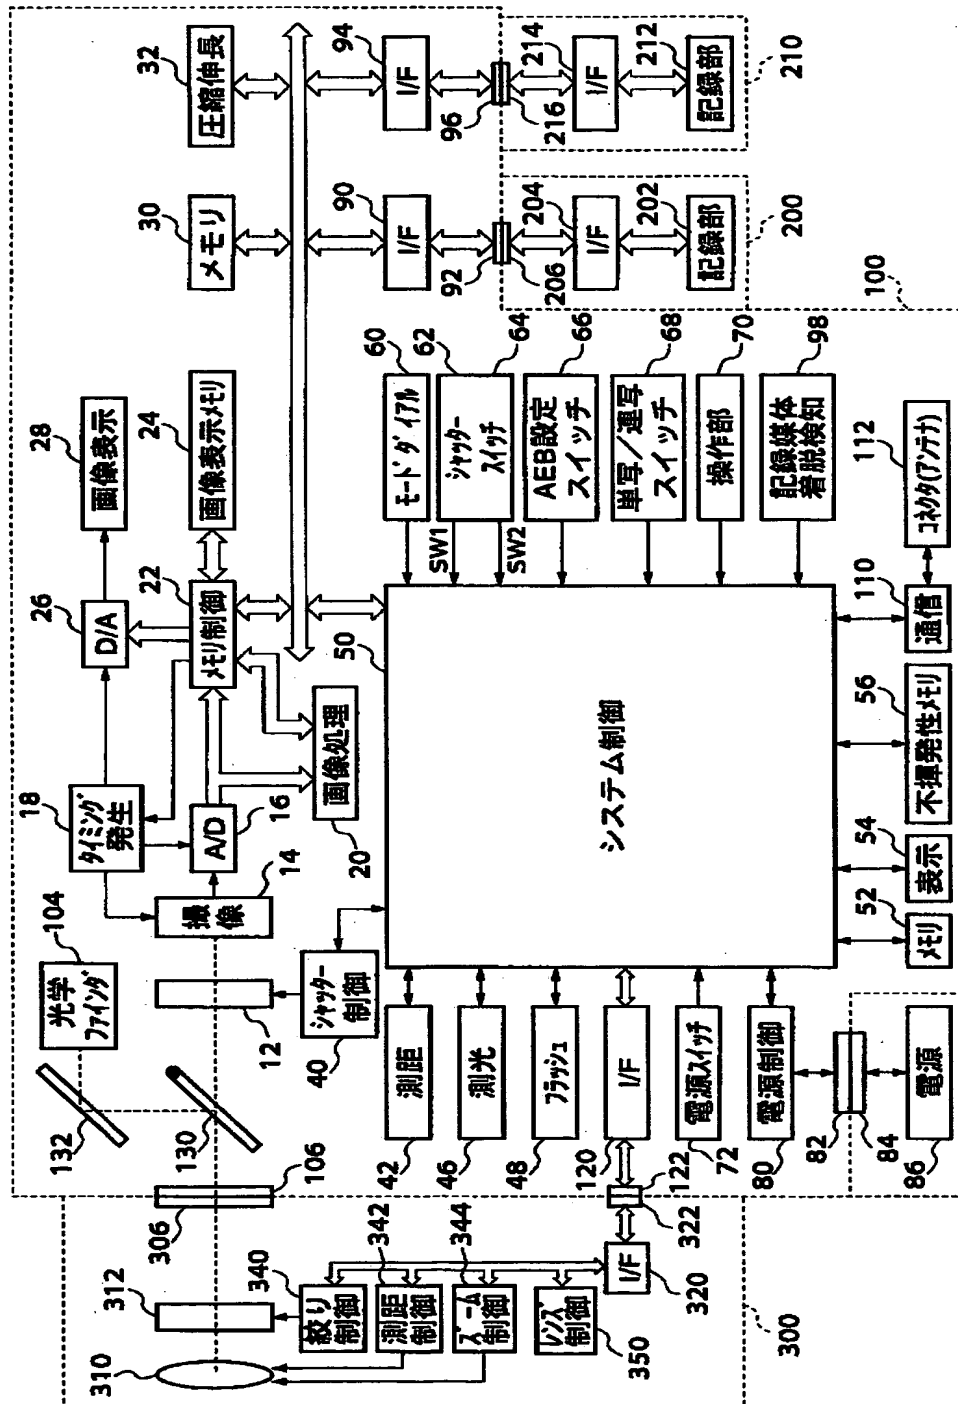 310
312
306
106
132
130
光学
ファインダ
104
12
撮
像
14
タイミング
発生
18
A/D
16
D/A
26
画像表示
28
メモリ制御
22
画像表示メモリ
24
メモリ
30
圧縮伸長
32
画像処理
20
絞り
制御
340
測距
制御
342
ズーム
制御
344
レンズ
制御
350
I/F
320
322
122
300
シャッター
制御
40
測距
42
測光
46
フラッシュ
48
I/F
120
電源スイッチ
72
電源制御
80
82
84
電源
86
システム制御
50
モードダイアル
60
SW1
シャッター
スイッチ
62
64
SW2
AEB設定
スイッチ
66
単写/連写
スイッチ
68
操作部
70
記録媒体
着脱検知
98
メモリ
52
表示
54
不揮発性メモリ
56
通信
110
コネクタ(アンテナ)
112
I/F
90
92
206
I/F
204
記録部
202
200
I/F
94
96
216
I/F
214
記録部
212
210
100